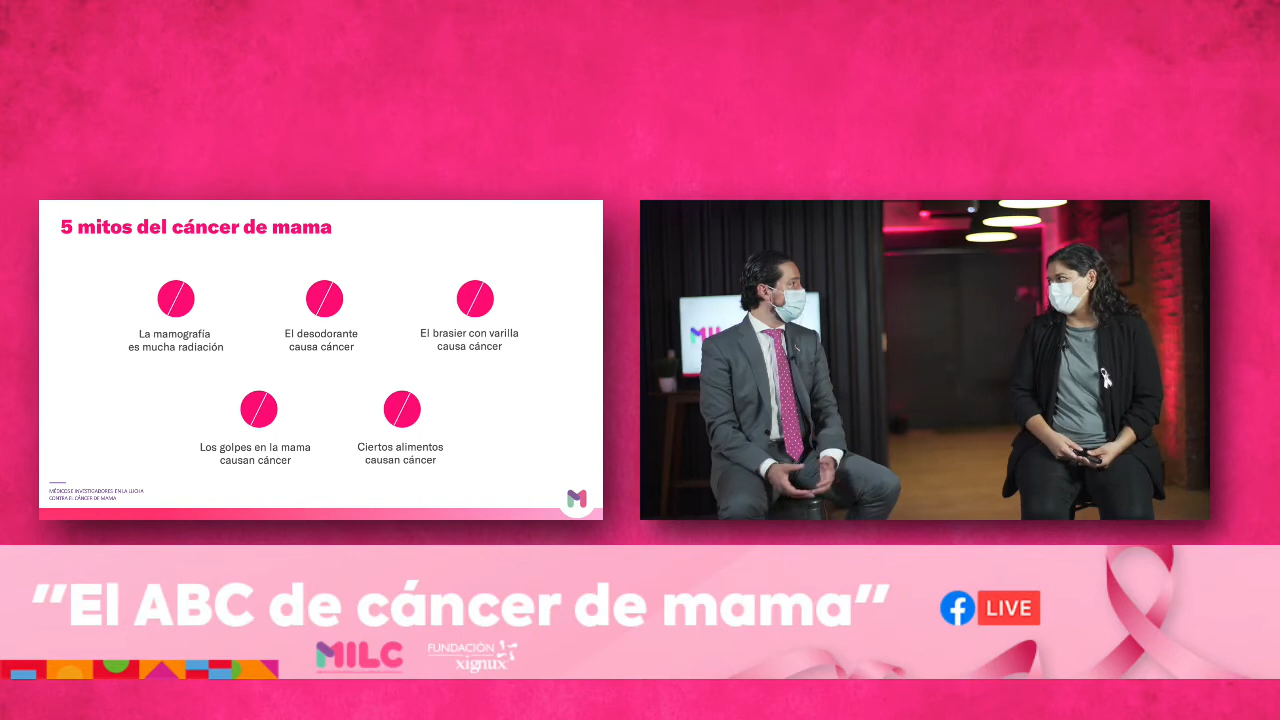 5 mitos del cáncer de mama
La mamografía
es mucha radiación
El desodorante
causa cáncer
El brasier con varilla
causa cáncer
Los golpes en la mama
causan cáncer
Ciertos alimentos
causan cáncer
MÉDICOS E INVESTIGADORES EN LA LUCHA
CONTRA EL CÁNCER DE MAMA
M
MILC
"El ABC de cáncer de mama"
LIVE
MILC
FUNDACIÓN
xignux